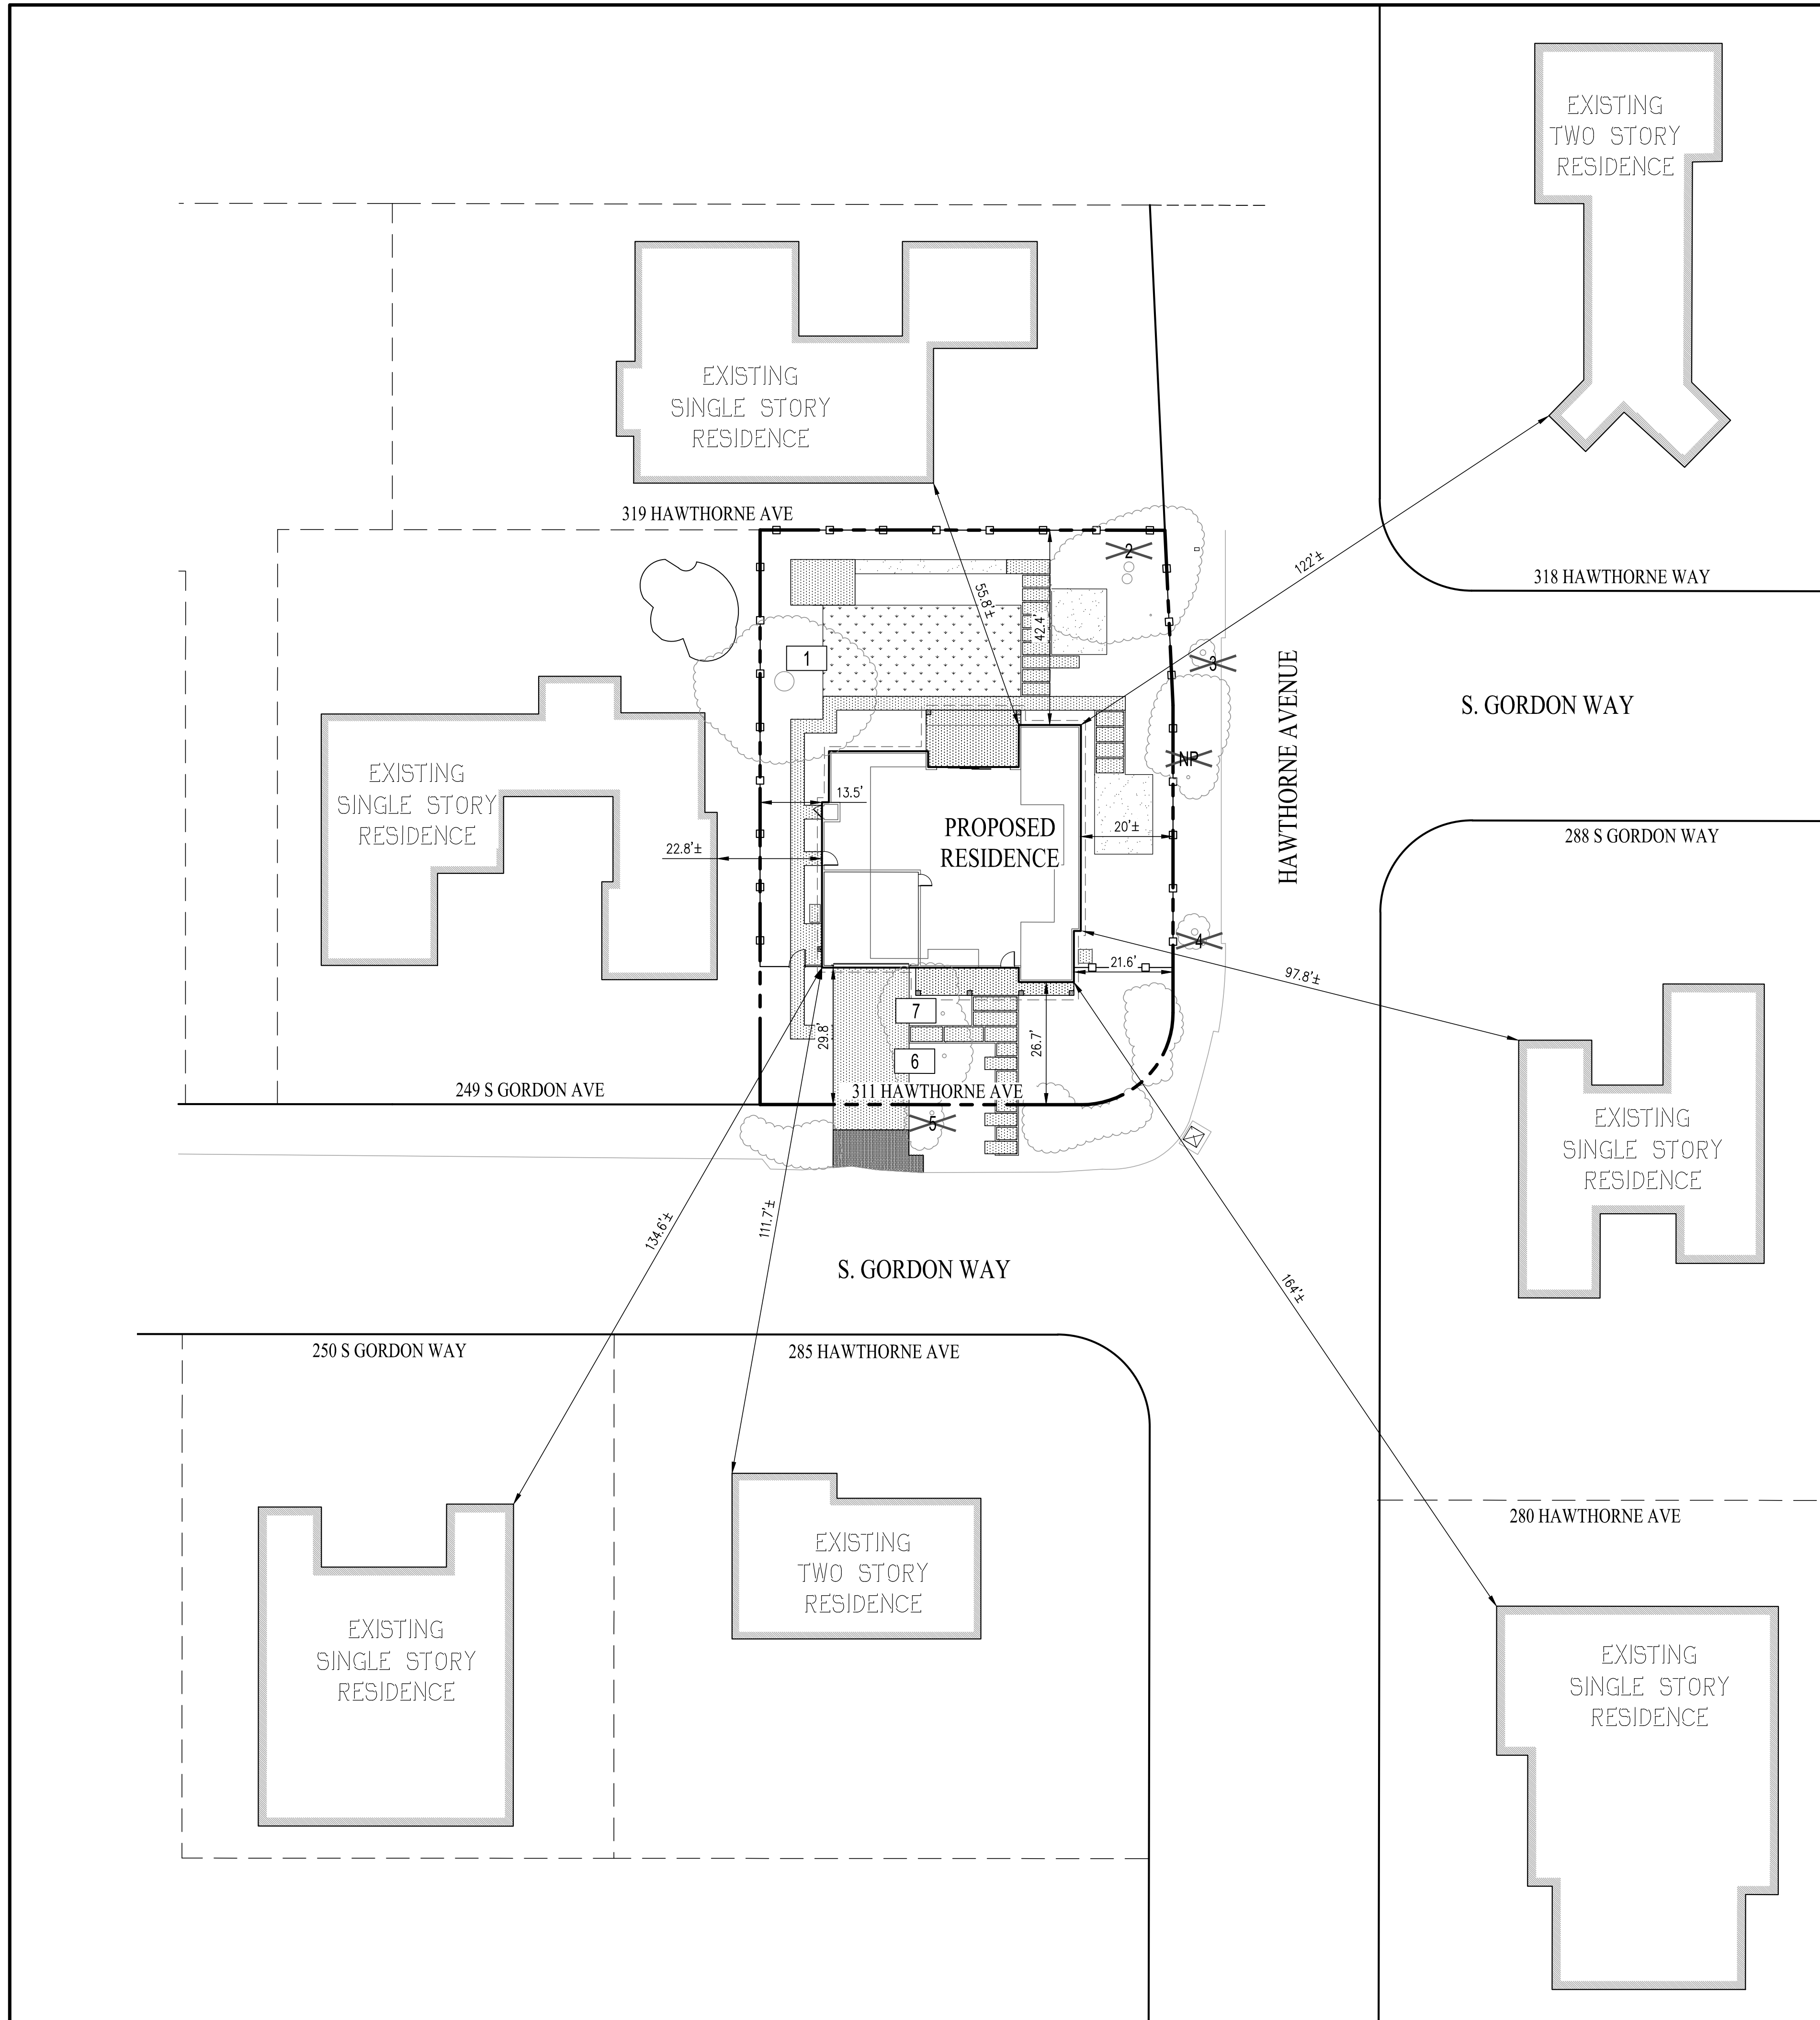 EXISTING
TWO STORY
RESIDENCE
EXISTING
SINGLE STORY
RESIDENCE
319 HAWTHORNE AVE
2
122'±
318 HAWTHORNE WAY
55.8'±
42.4'
1
3
HAWTHORNE AVENUE
S. GORDON WAY
NP
EXISTING
SINGLE STORY
RESIDENCE
13.5'
PROPOSED
RESIDENCE
20'±
22.8'±
288 S GORDON WAY
4
21.6'
97.8'±
7
29.8'
26.7'
6
249 S GORDON AVE
311 HAWTHORNE AVE
5
EXISTING
SINGLE STORY
RESIDENCE
134.6'±
111.7'±
S. GORDON WAY
164'±
250 S GORDON WAY
285 HAWTHORNE AVE
280 HAWTHORNE AVE
EXISTING
TWO STORY
RESIDENCE
EXISTING
SINGLE STORY
RESIDENCE
EXISTING
SINGLE STORY
RESIDENCE